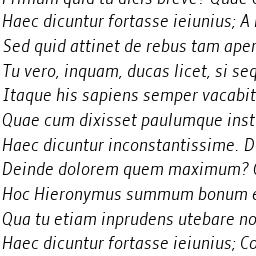 Primum quid tu dicis breve? Quae
Haec dicuntur fortasse ieiunius; A
Sed quid attinet de rebus tam aper
Tu vero, inquam, ducas licet, si seq
Itaque his sapiens semper vacabit
Quae cum dixisset paulumque inst
Haec dicuntur inconstantissime. D
Deinde dolorem quem maximum?
Hoc Hieronymus summum bonum e
Qua tu etiam inprudens utebare no
Haec dicuntur fortasse ieiunius; Co